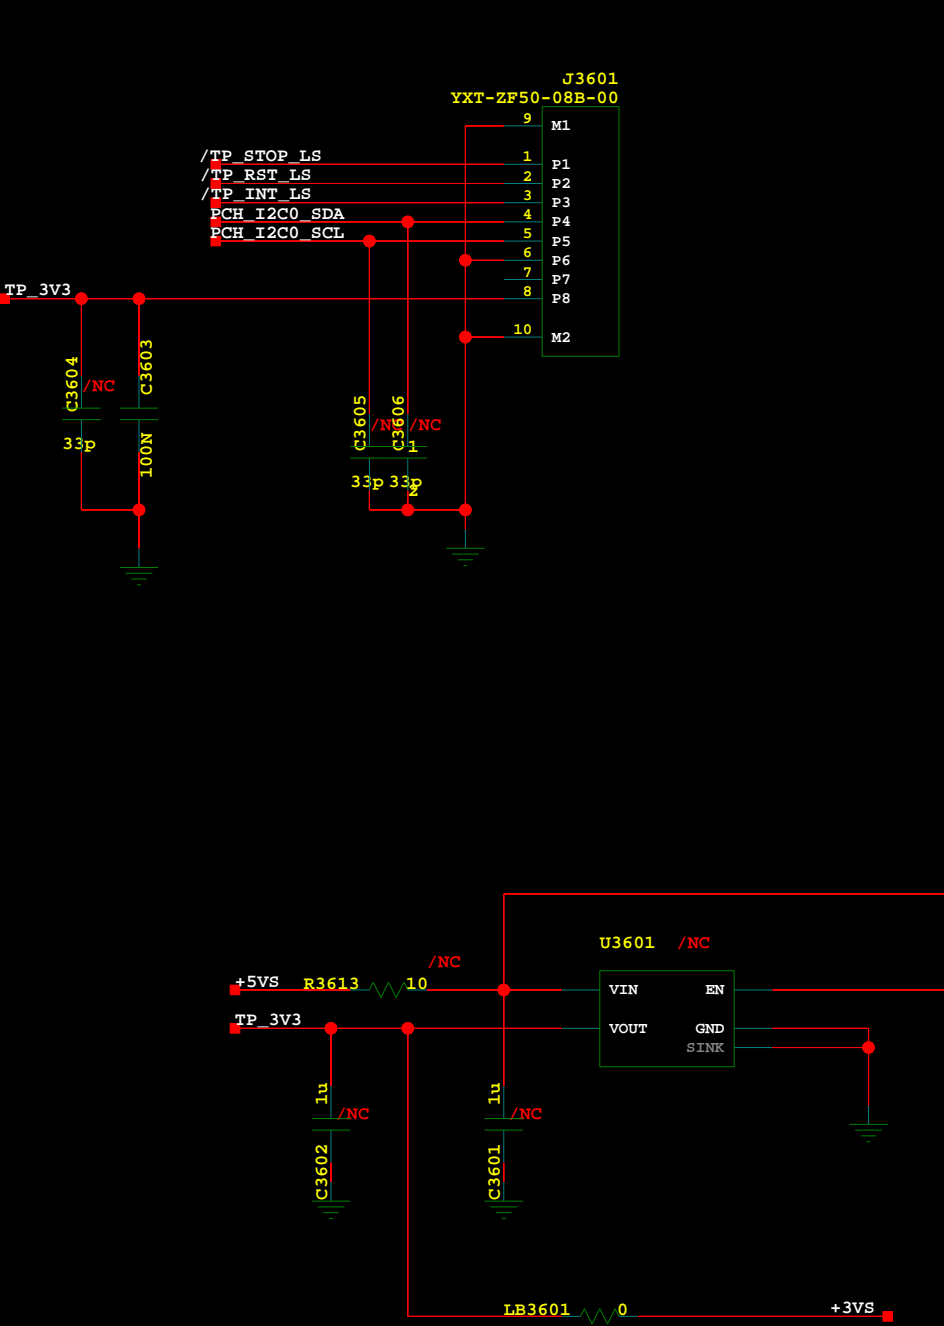 J3601
YXT-ZF50-08B-00
9 M1
/TP_STOP_LS 1 P1
/TP_RST_LS 2 P2
/TP_INT_LS 3 P3
PCH_I2C0_SDA 4 P4
PCH_I2C0_SCL 5 P5
6 P6
7 P7
TP_3V3 8 P8
10 M2
C3604 /NC 33p
C3603 100N
C3605 /NC 33p
C3606 /NC 1 33p 2
U3601 /NC
/NC
+5VS R3613 10 VIN EN
TP_3V3 VOUT GND
SINK
1u /NC C3602
1u /NC C3601
LB3601 0 +3VS